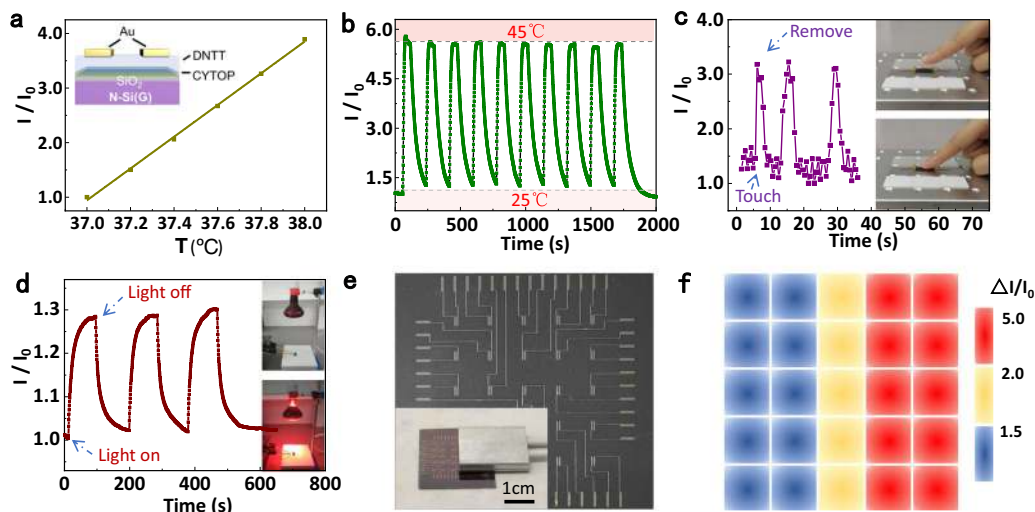 a
I / I₀
4.0
3.0
2.0
1.0
Au
DNTT
CYTOP
SiO₂
N-Si(G)
37.0 37.2 37.4 37.6 37.8 38.0
T (ºC)
b
I / I₀
6.0
4.5
3.0
1.5
45℃
25℃
0 500 1000 1500 2000
Time (s)
c
I / I₀
4.0
3.0
2.0
1.0
Remove
Touch
0 10 20 30 40 50 60 70
Time (s)
d
I / I₀
1.3
1.2
1.1
1.0
Light off
Light on
0 200 400 600 800
Time (s)
e
1cm
f
△I/I₀
5.0
2.0
1.5